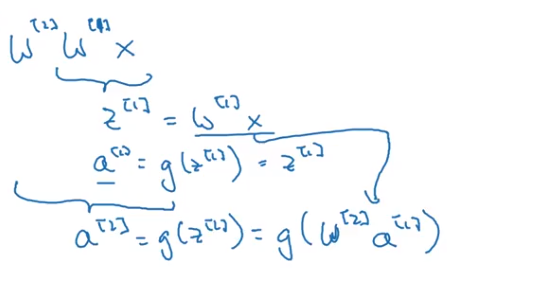 W^[2] W^[1] x
z^[1] = W^[1] x
a^[1] = g(z^[1]) = z^[1]
a^[2] = g(z^[2]) = g(W^[2] a^[1])